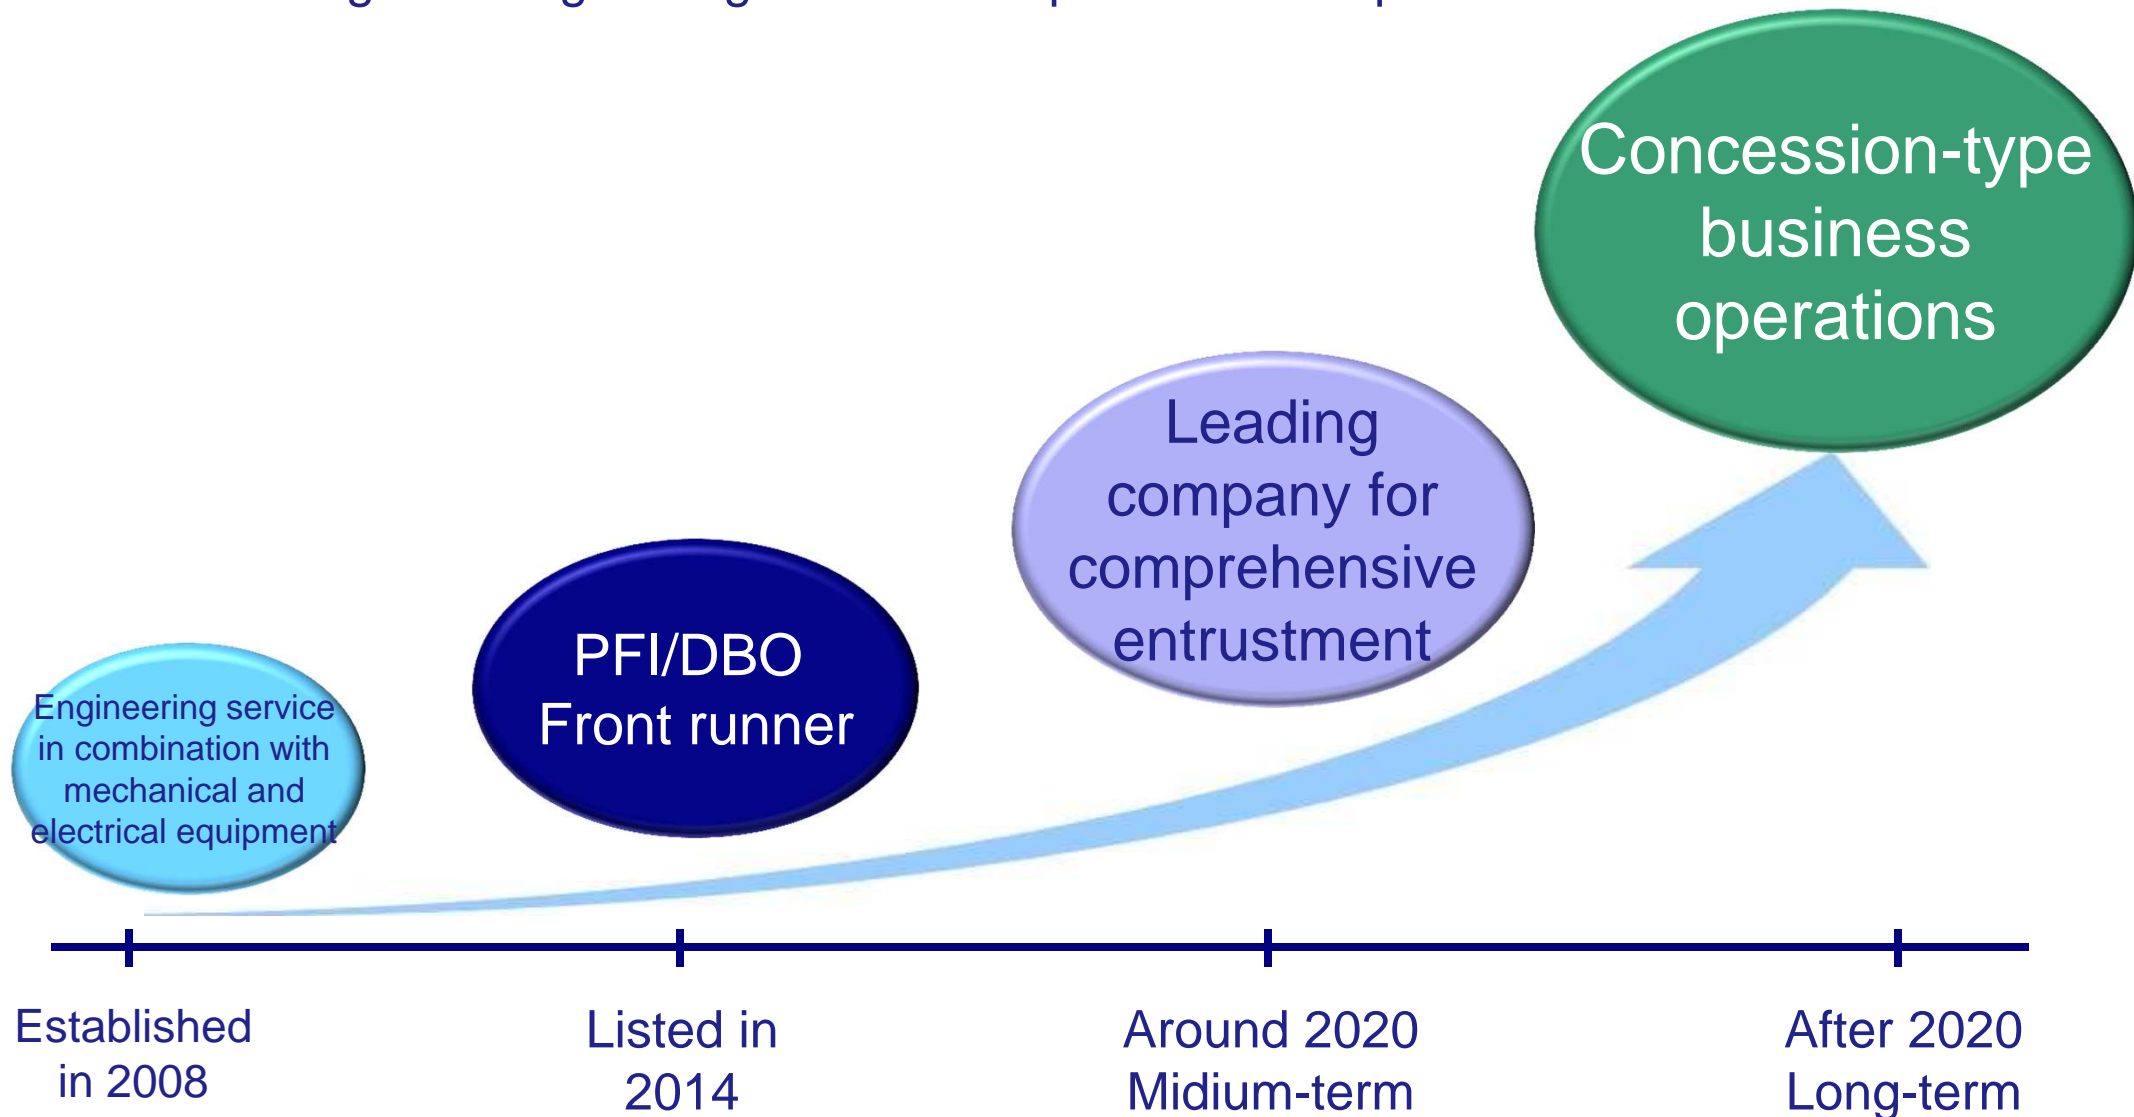 Concession-type
business
operations
Leading
company for
comprehensive
entrustment
PFI/DBO
Front runner
Engineering service
in combination with
mechanical and
electrical equipment
Established
in 2008
Listed in
2014
Around 2020
Midium-term
After 2020
Long-term